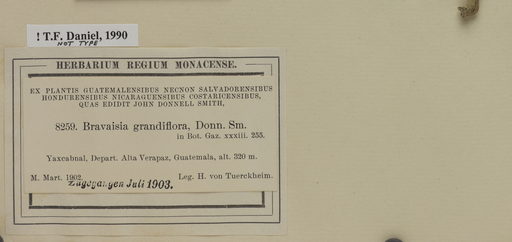 ! T.F. Daniel, 1990
NOT TYPE
HERBARIUM REGIUM MONACENSE.
EX PLANTIS GUATEMALENSIBUS NECNON SALVADORENSIBUS
HONDURENSIBUS NICARAGUENSIBUS COSTARICENSIBUS,
QUAS EDIDIT JOHN DONNELL SMITH,
8259. Bravaisia grandiflora, Donn. Sm.
in Bot. Gaz. xxxiii. 255.
Yaxcabnal, Depart. Alta Verapaz, Guatemala, alt. 320 m.
M. Mart. 1902. Leg. H. von Tuerckheim.
Zugegangen Juli 1903.